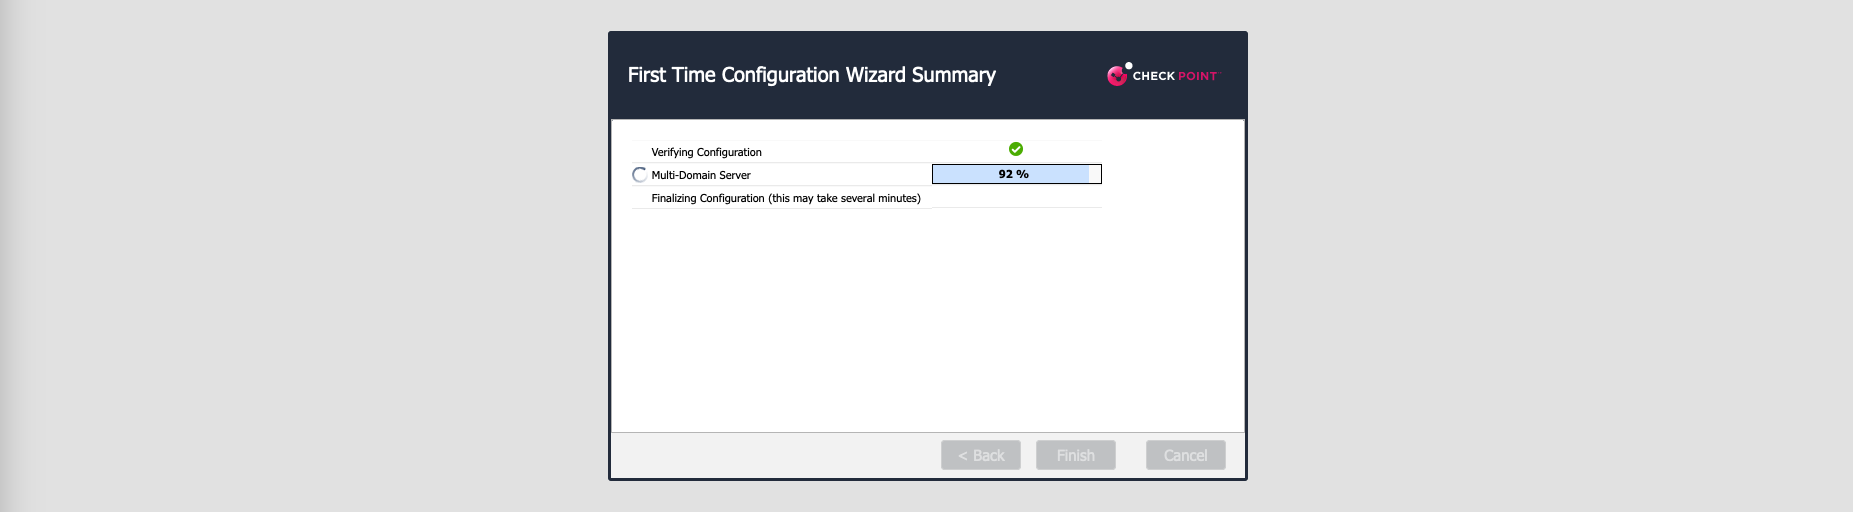 First Time Configuration Wizard Summary
CHECK POINT™
Verifying Configuration
Multi-Domain Server 92 %
Finalizing Configuration (this may take several minutes)
< Back Finish Cancel